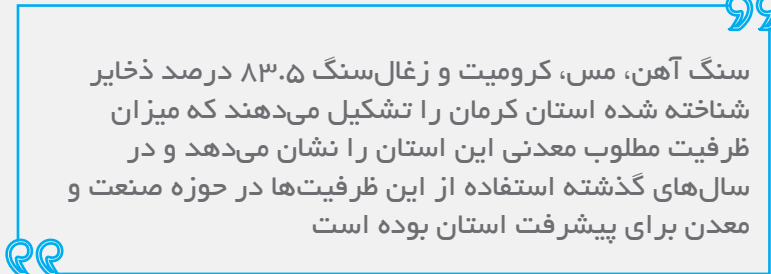 سنگ آهن، مس، کرومیت و زغال‌سنگ ۸۳.۵ درصد ذخایر
شناخته شده استان کرمان را تشکیل می‌دهند که میزان
ظرفیت مطلوب معدنی این استان را نشان می‌دهد و در
سال‌های گذشته استفاده از این ظرفیت‌ها در حوزه صنعت و
معدن برای پیشرفت استان بوده است